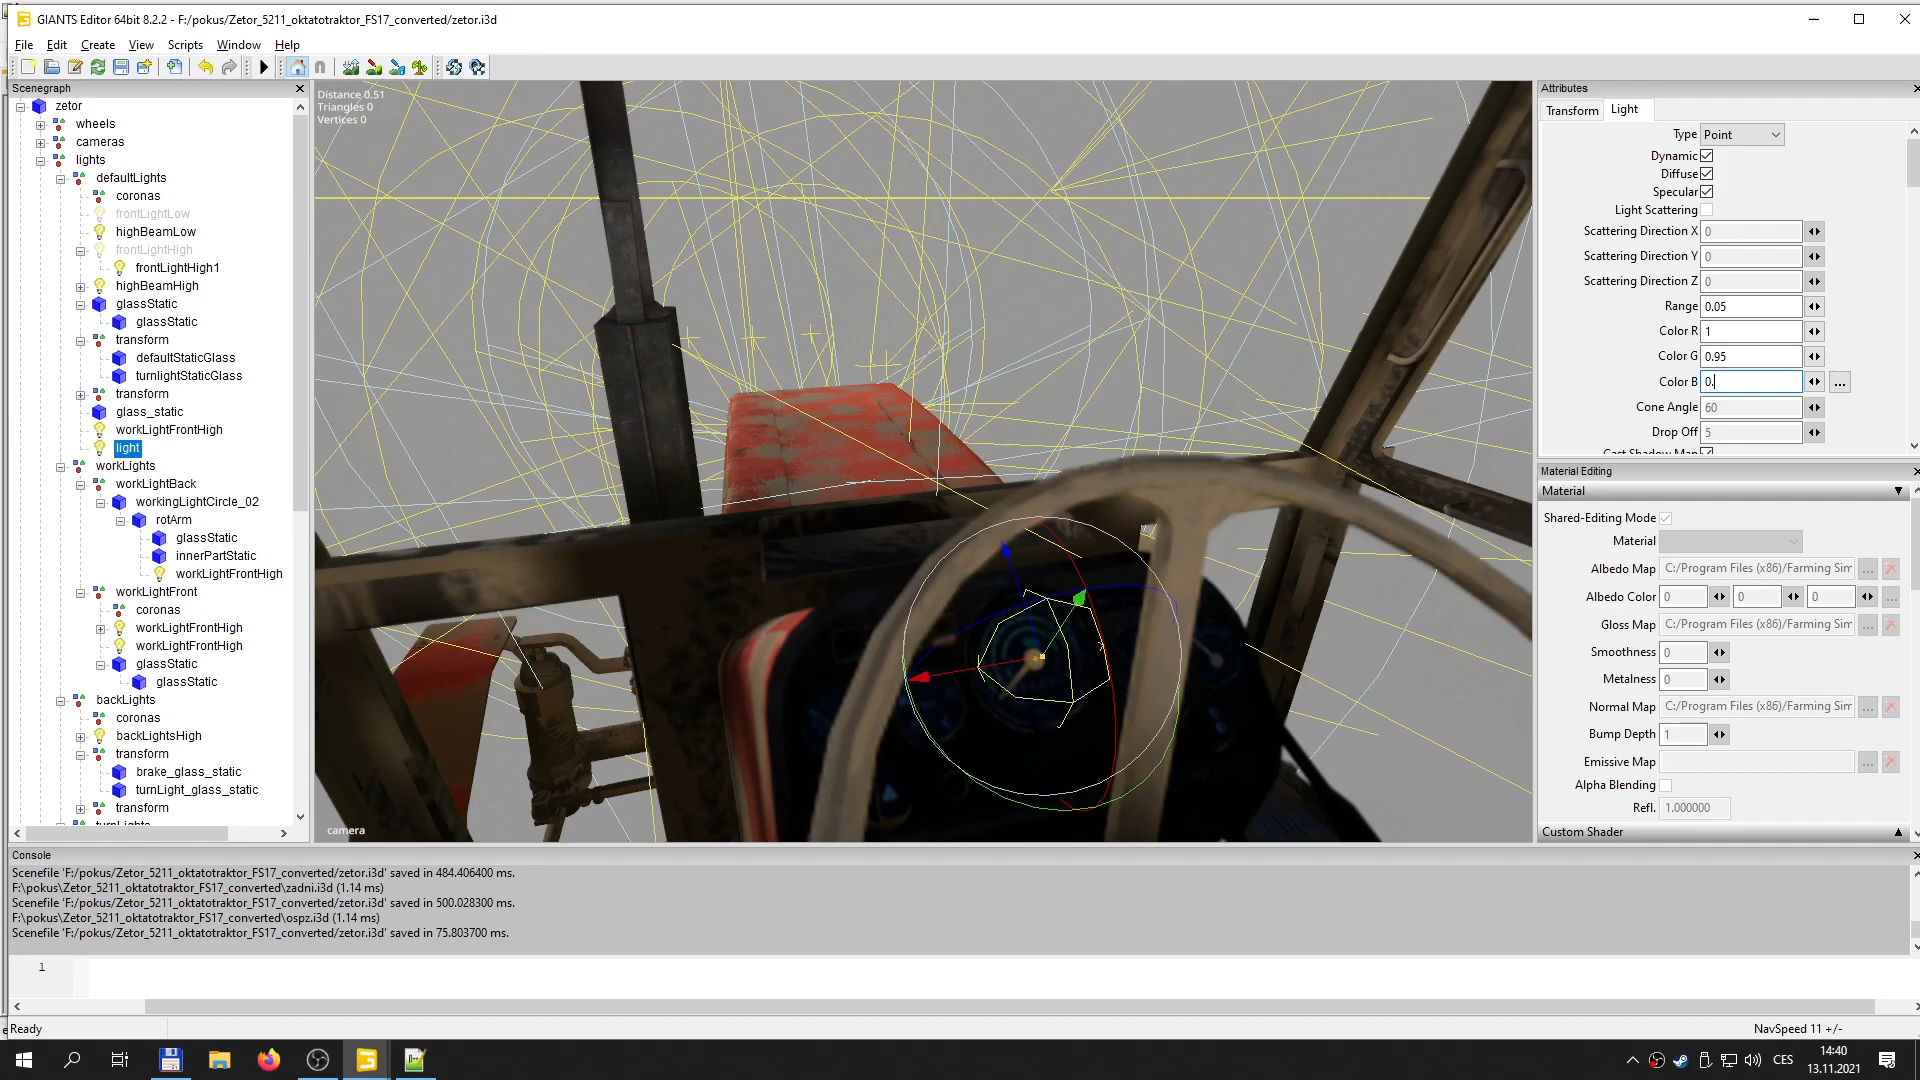 GIANTS Editor 64bit 8.2.2 - F:/pokus/Zetor_5211_oktatotraktor_FS17_converted/zetor.i3d
File Edit Create View Scripts Window Help
Scenegraph
zetor
wheels
cameras
lights
defaultLights
coronas
frontLightLow
highBeamLow
frontLightHigh
frontLightHigh1
highBeamHigh
glassStatic
glassStatic
transform
defaultStaticGlass
turnlightStaticGlass
transform
glass_static
workLightFrontHigh
light
workLights
workLightBack
workingLightCircle_02
rotArm
glassStatic
innerPartStatic
workLightFrontHigh
workLightFront
coronas
workLightFrontHigh
workLightFrontHigh
glassStatic
glassStatic
backLights
coronas
backLightsHigh
transform
brake_glass_static
turnLight_glass_static
transform
Distance 0.51
Triangles 0
Vertices 0
camera
Attributes
Transform Light
Type Point
Dynamic
Diffuse
Specular
Light Scattering
Scattering Direction X 0
Scattering Direction Y 0
Scattering Direction Z 0
Range 0.05
Color R 1
Color G 0.95
Color B 0. ...
Cone Angle 60
Drop Off 5
Cast Shadow Map
Material Editing
Material
Shared-Editing Mode
Material
Albedo Map C:/Program Files (x86)/Farming Sim ...
Albedo Color 0 0 0 ...
Gloss Map C:/Program Files (x86)/Farming Sim ...
Smoothness 0
Metalness 0
Normal Map C:/Program Files (x86)/Farming Sim ...
Bump Depth 1
Emissive Map ...
Alpha Blending
Refl. 1.000000
Custom Shader
Console
Scenefile 'F:/pokus/Zetor_5211_oktatotraktor_FS17_converted/zetor.i3d' saved in 484.406400 ms.
F:\pokus\Zetor_5211_oktatotraktor_FS17_converted\zadni.i3d (1.14 ms)
Scenefile 'F:/pokus/Zetor_5211_oktatotraktor_FS17_converted/zetor.i3d' saved in 500.028300 ms.
F:\pokus\Zetor_5211_oktatotraktor_FS17_converted\ospz.i3d (1.14 ms)
Scenefile 'F:/pokus/Zetor_5211_oktatotraktor_FS17_converted/zetor.i3d' saved in 75.803700 ms.
1
Ready
NavSpeed 11 +/-
CES
14:40
13.11.2021